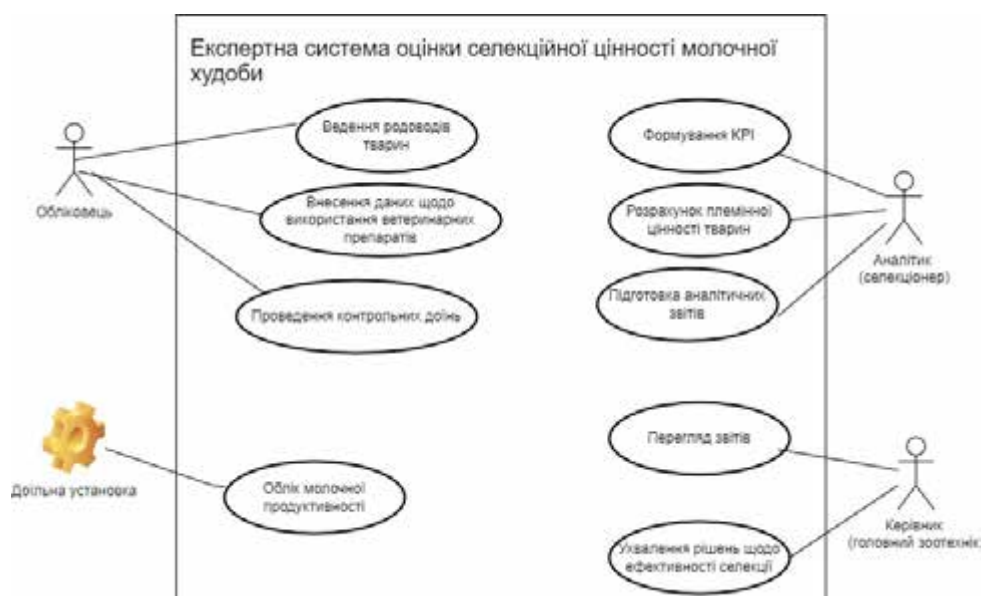 Експертна система оцінки селекційної цінності молочної
худоби
Ведення родоводів
тварин
Формування KPI
Обліковець
Внесення даних щодо
використання ветеринарних
препаратів
Розрахунок племінної
цінності тварин
Аналітик
(селекціонер)
Проведення контрольних доїнь
Підготовка аналітичних
звітів
Перегляд звітів
Доїльна установка
Облік молочної
продуктивності
Керівник
(головний зоотехнік
Ухвалення рішень щодо
ефективності селекції